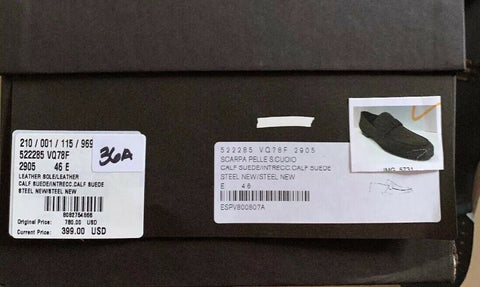 210 / 001 / 115 / 969
522285 VQ78F
2905 46 E
LEATHER SOLE/LEATHER
CALF SUEDE/INTRECC.CALF SUEDE
STEEL NEW/STEEL NEW
36A
Original Price: 760.00 USD
Current Price: 399.00 USD
522285 VQ78F 2905
SCARPA PELLE S.CUOIO
CALF SUEDE/INTRECC.CALF SUEDE
STEEL NEW/STEEL NEW
E 46
ESPV800807A